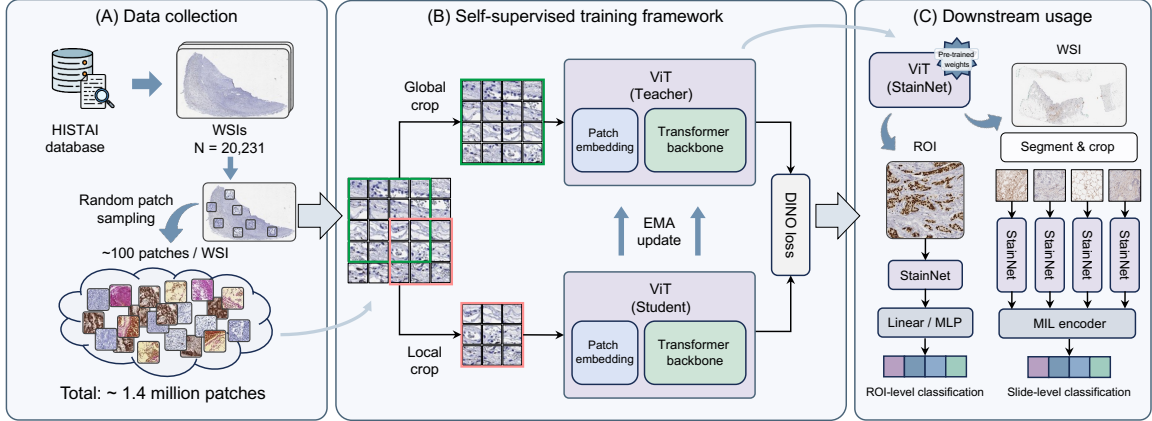 (A) Data collection
HISTAI
database
WSIs
N = 20,231
Random patch
sampling
~100 patches / WSI
Total: ~ 1.4 million patches
(B) Self-supervised training framework
Global
crop
Local
crop
ViT
(Teacher)
Patch
embedding
Transformer
backbone
EMA
update
ViT
(Student)
Patch
embedding
Transformer
backbone
DINO loss
(C) Downstream usage
ViT
(StainNet)
Pre-trained
weights
WSI
Segment & crop
ROI
StainNet
Linear / MLP
ROI-level classification
StainNet
StainNet
StainNet
StainNet
MIL encoder
Slide-level classification